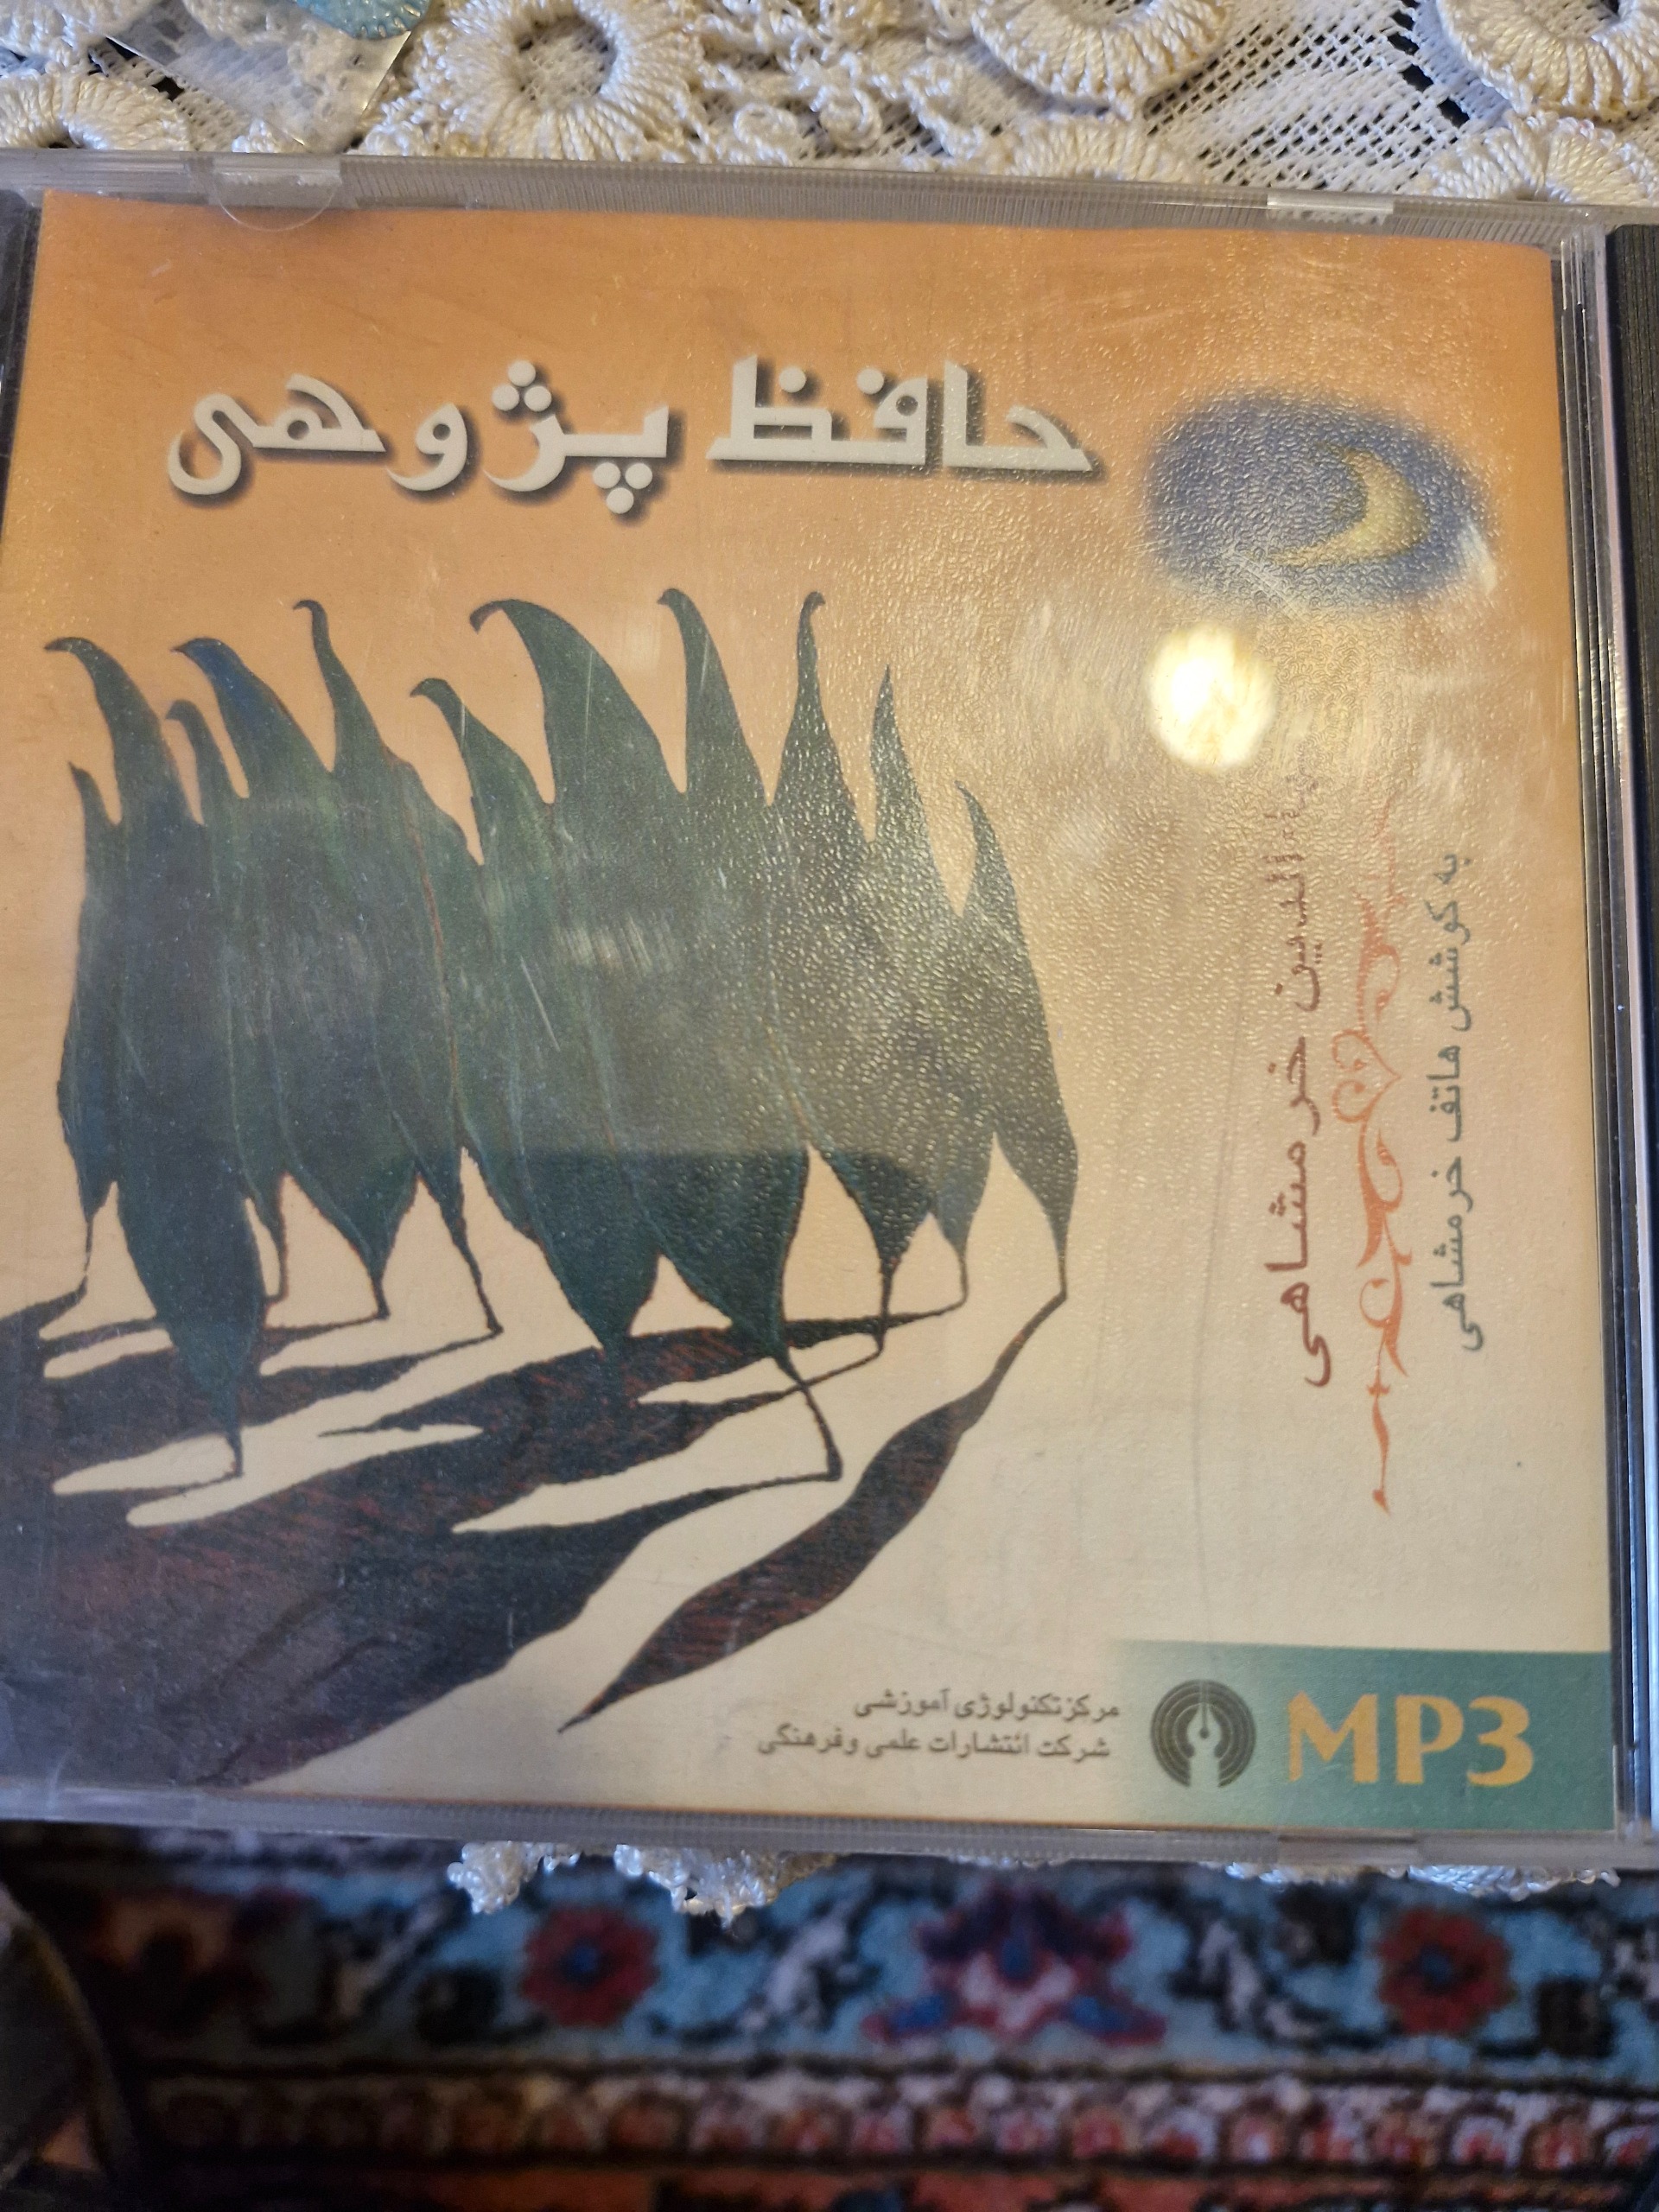 حافظ پژوهی
بهاءالدین خرمشاهی
به کوشش هاتف خرمشاهی
مرکز تکنولوژی آموزشی
شرکت انتشارات علمی و فرهنگی
MP3